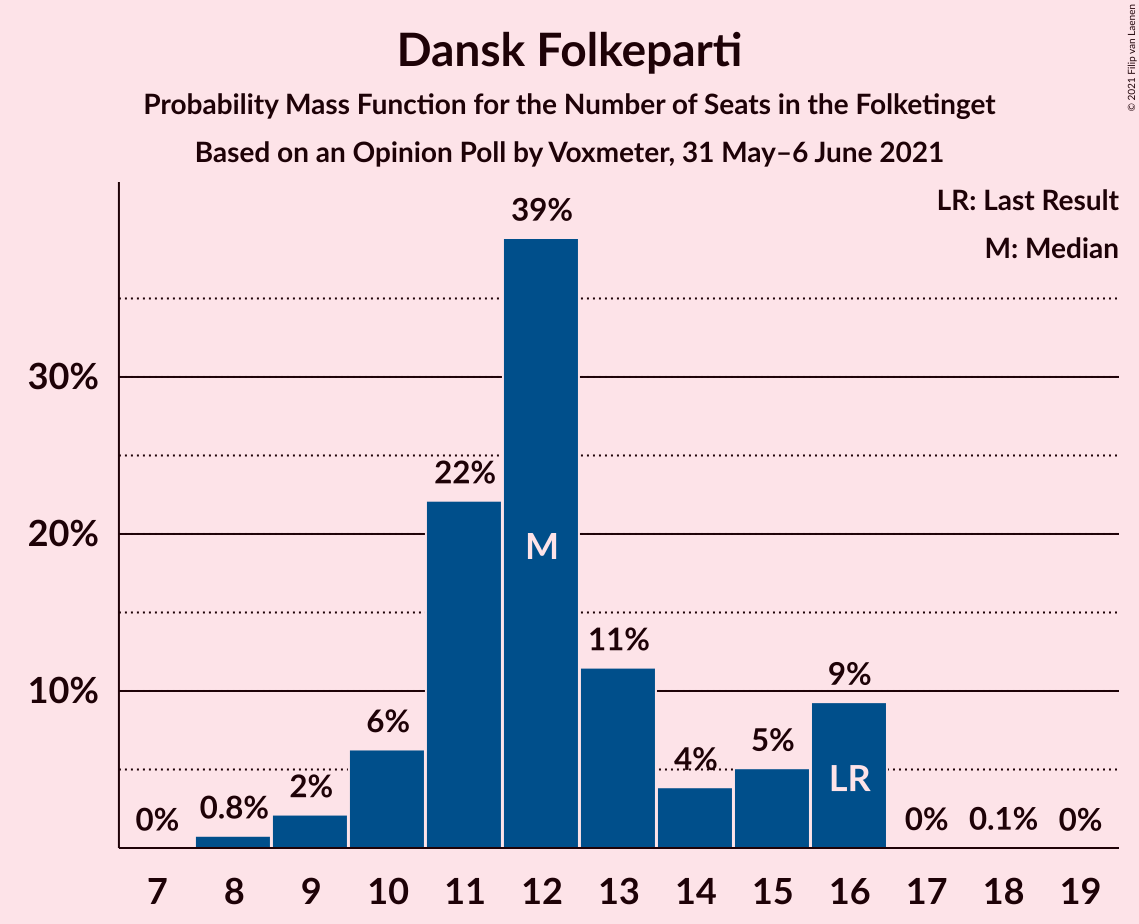 Dansk Folkeparti
Probability Mass Function for the Number of Seats in the Folketinget
Based on an Opinion Poll by Voxmeter, 31 May–6 June 2021
© 2021 Filip van Laenen
LR: Last Result
M: Median
39%
30%
22%
20%
M
11%
10%
9%
6%
5%
4%
LR
2%
0.8%
0%
0%
0.1%
0%
7 8 9 10 11 12 13 14 15 16 17 18 19